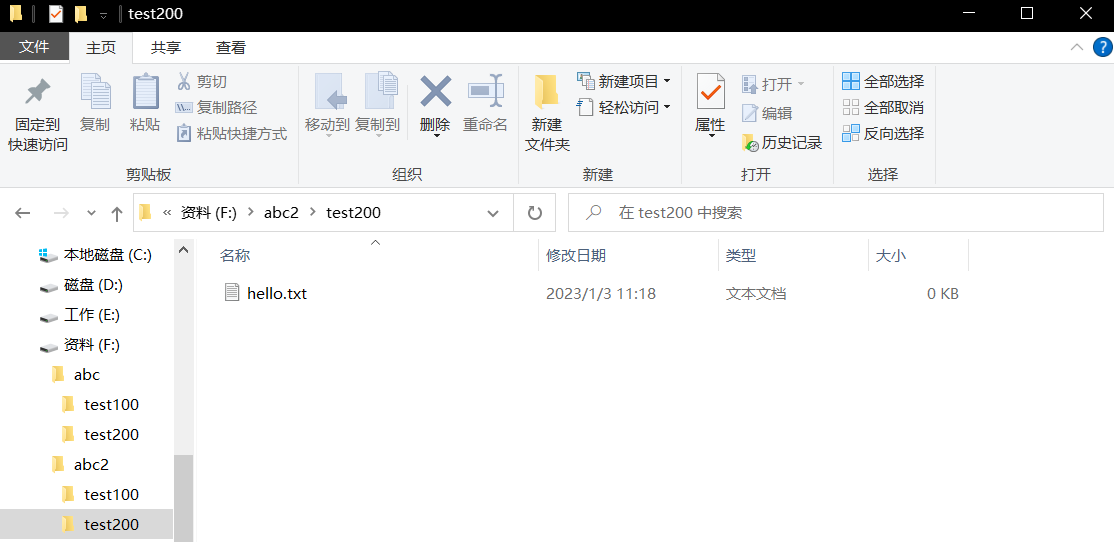 test200
文件 主页 共享 查看
固定到快速访问
复制
粘贴
剪切
复制路径
粘贴快捷方式
剪贴板
移动到
复制到
删除
重命名
组织
新建文件夹
新建项目
轻松访问
新建
属性
打开
编辑
历史记录
打开
全部选择
全部取消
反向选择
选择
« 资料 (F:) > abc2 > test200
在 test200 中搜索
本地磁盘 (C:)
磁盘 (D:)
工作 (E:)
资料 (F:)
abc
test100
test200
abc2
test100
test200
名称 修改日期 类型 大小
hello.txt 2023/1/3 11:18 文本文档 0 KB